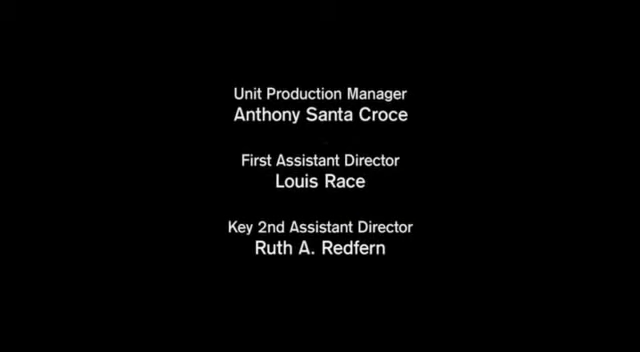 Unit Production Manager
Anthony Santa Croce
First Assistant Director
Louis Race
Key 2nd Assistant Director
Ruth A. Redfern